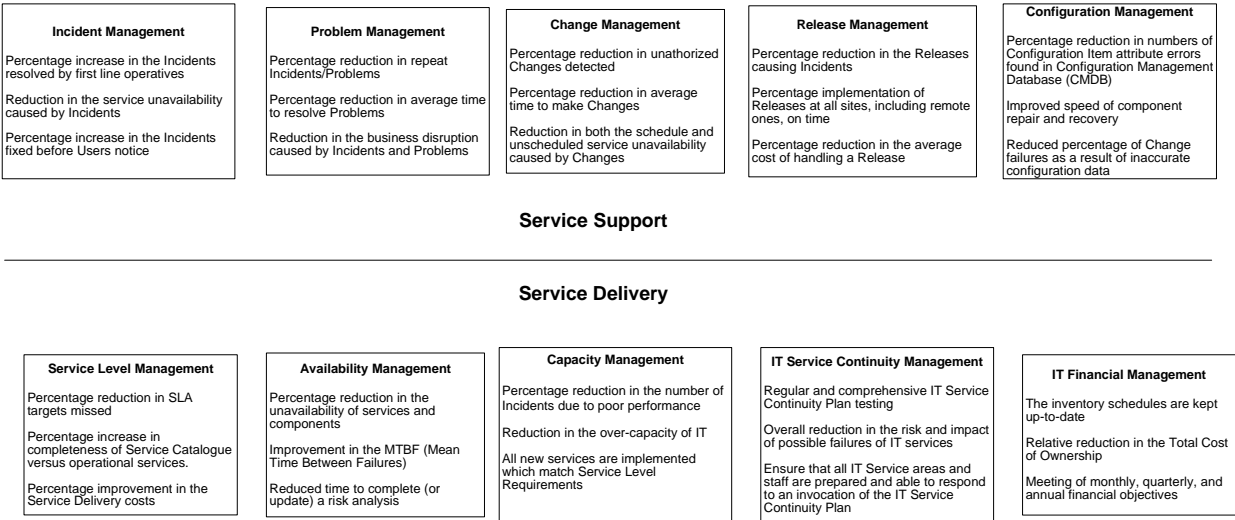 Incident Management
Percentage increase in the Incidents
resolved by first line operatives
Reduction in the service unavailability
caused by Incidents
Percentage increase in the Incidents
fixed before Users notice
Problem Management
Percentage reduction in repeat
Incidents/Problems
Percentage reduction in average time
to resolve Problems
Reduction in the business disruption
caused by Incidents and Problems
Change Management
Percentage reduction in unathorized
Changes detected
Percentage reduction in average
time to make Changes
Reduction in both the schedule and
unscheduled service unavailability
caused by Changes
Release Management
Percentage reduction in the Releases
causing Incidents
Percentage implementation of
Releases at all sites, including remote
ones, on time
Percentage reduction in the average
cost of handling a Release
Configuration Management
Percentage reduction in numbers of
Configuration Item attribute errors
found in Configuration Management
Database (CMDB)
Improved speed of component
repair and recovery
Reduced percentage of Change
failures as a result of inaccurate
configuration data
Service Support
Service Delivery
Service Level Management
Percentage reduction in SLA
targets missed
Percentage increase in
completeness of Service Catalogue
versus operational services.
Percentage improvement in the
Service Delivery costs
Availability Management
Percentage reduction in the
unavailability of services and
components
Improvement in the MTBF (Mean
Time Between Failures)
Reduced time to complete (or
update) a risk analysis
Capacity Management
Percentage reduction in the number of
Incidents due to poor performance
Reduction in the over-capacity of IT
All new services are implemented
which match Service Level
Requirements
IT Service Continuity Management
Regular and comprehensive IT Service
Continuity Plan testing
Overall reduction in the risk and impact
of possible failures of IT services
Ensure that all IT Service areas and
staff are prepared and able to respond
to an invocation of the IT Service
Continuity Plan
IT Financial Management
The inventory schedules are kept
up-to-date
Relative reduction in the Total Cost
of Ownership
Meeting of monthly, quarterly, and
annual financial objectives